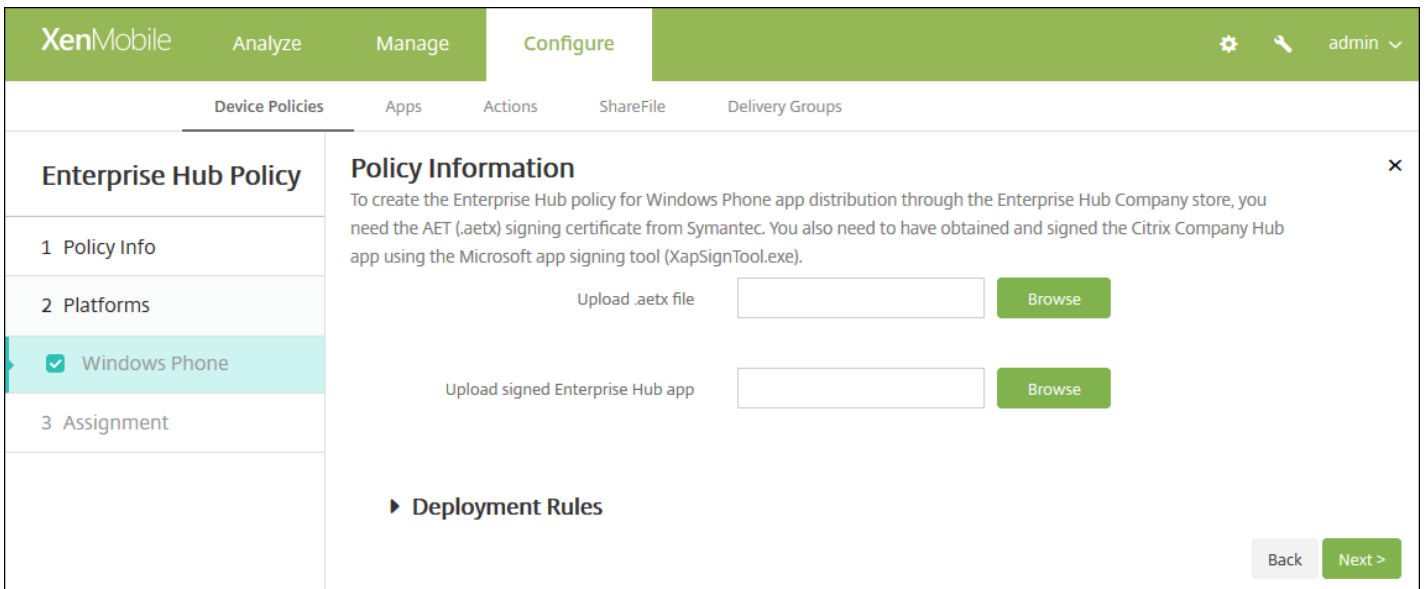 XenMobile Analyze Manage Configure admin
Device Policies Apps Actions ShareFile Delivery Groups
Enterprise Hub Policy
1 Policy Info
2 Platforms
Windows Phone
3 Assignment
Policy Information
To create the Enterprise Hub policy for Windows Phone app distribution through the Enterprise Hub Company store, you
need the AET (.aetx) signing certificate from Symantec. You also need to have obtained and signed the Citrix Company Hub
app using the Microsoft app signing tool (XapSignTool.exe).
Upload .aetx file Browse
Upload signed Enterprise Hub app Browse
Deployment Rules
Back Next >